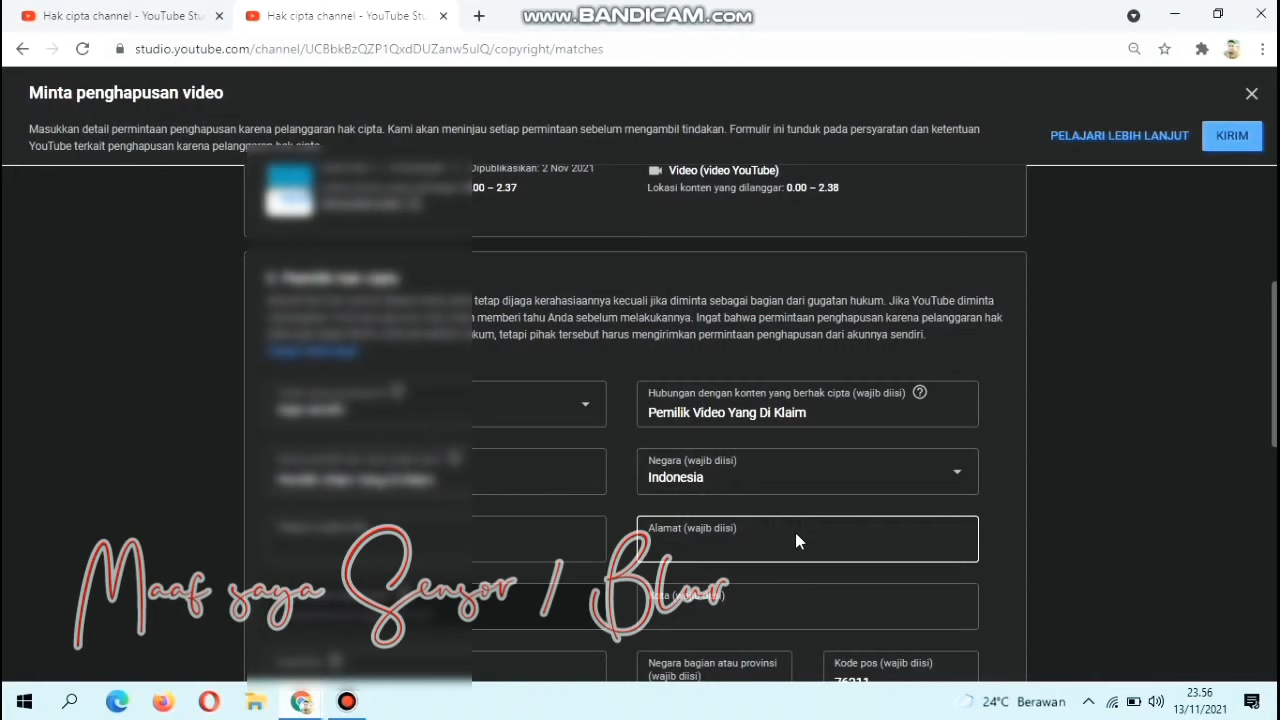 Hak cipta channel - YouTube Stu
Hak cipta channel - YouTube Stu
www.BANDICAM.com
studio.youtube.com/channel/UCBbkBzQZP1QxdDUZanw5ulQ/copyright/matches
Minta penghapusan video
Masukkan detail permintaan penghapusan karena pelanggaran hak cipta. Kami akan meninjau setiap permintaan sebelum mengambil tindakan. Formulir ini tunduk pada persyaratan dan ketentuan
YouTube terkait penghapusan karena pelanggaran hak cipta.
PELAJARI LEBIH LANJUT
KIRIM
Dipublikasikan: 2 Nov 2021
Video (video YouTube)
.00 – 2.37
Lokasi konten yang dilanggar: 0.00 – 2.38
tetap dijaga kerahasiaannya kecuali jika diminta sebagai bagian dari gugatan hukum. Jika YouTube diminta
memberi tahu Anda sebelum melakukannya. Ingat bahwa permintaan penghapusan karena pelanggaran hak
kum, tetapi pihak tersebut harus mengirimkan permintaan penghapusan dari akunnya sendiri.
Hubungan dengan konten yang berhak cipta (wajib diisi)
Pemilik Video Yang Di Klaim
Negara (wajib diisi)
Indonesia
Alamat (wajib diisi)
Maaf saya Sensor / Blur
Kota (wajib diisi)
Negara bagian atau provinsi
(wajib diisi)
Kode pos (wajib diisi)
76311
24°C Berawan
23.56
13/11/2021